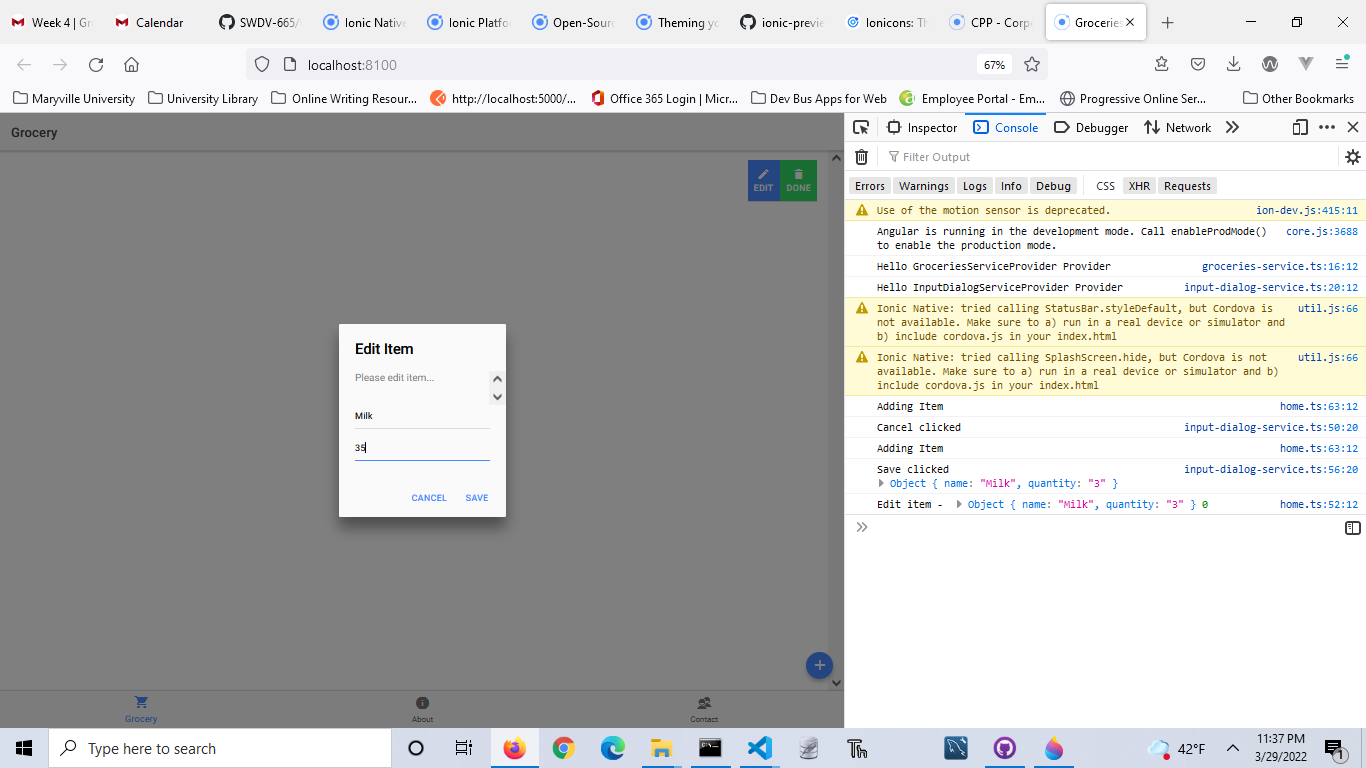 Week 4 | Gr
Calendar
SWDV-665/
Ionic Native
Ionic Platfo
Open-Sourc
Theming yo
ionic-previe
Ionicons: Th
CPP - Corpe
Groceries
localhost:8100
67%
Maryville University
University Library
Online Writing Resour...
http://localhost:5000/...
Office 365 Login | Micr...
Dev Bus Apps for Web
Employee Portal - Em...
Progressive Online Ser...
Other Bookmarks
Grocery
EDIT
DONE
Edit Item
Please edit item...
Milk
35
CANCEL
SAVE
Grocery
About
Contact
Inspector
Console
Debugger
Network
Filter Output
Errors
Warnings
Logs
Info
Debug
CSS
XHR
Requests
Use of the motion sensor is deprecated. ion-dev.js:415:11
Angular is running in the development mode. Call enableProdMode() core.js:3688
to enable the production mode.
Hello GroceriesServiceProvider Provider groceries-service.ts:16:12
Hello InputDialogServiceProvider Provider input-dialog-service.ts:20:12
Ionic Native: tried calling StatusBar.styleDefault, but Cordova is util.js:66
not available. Make sure to a) run in a real device or simulator and
b) include cordova.js in your index.html
Ionic Native: tried calling SplashScreen.hide, but Cordova is not util.js:66
available. Make sure to a) run in a real device or simulator and b)
include cordova.js in your index.html
Adding Item home.ts:63:12
Cancel clicked input-dialog-service.ts:50:20
Adding Item home.ts:63:12
Save clicked input-dialog-service.ts:56:20
Object { name: "Milk", quantity: "3" }
Edit item - Object { name: "Milk", quantity: "3" } 0 home.ts:52:12
Type here to search
Th
42°F
11:37 PM
3/29/2022
1